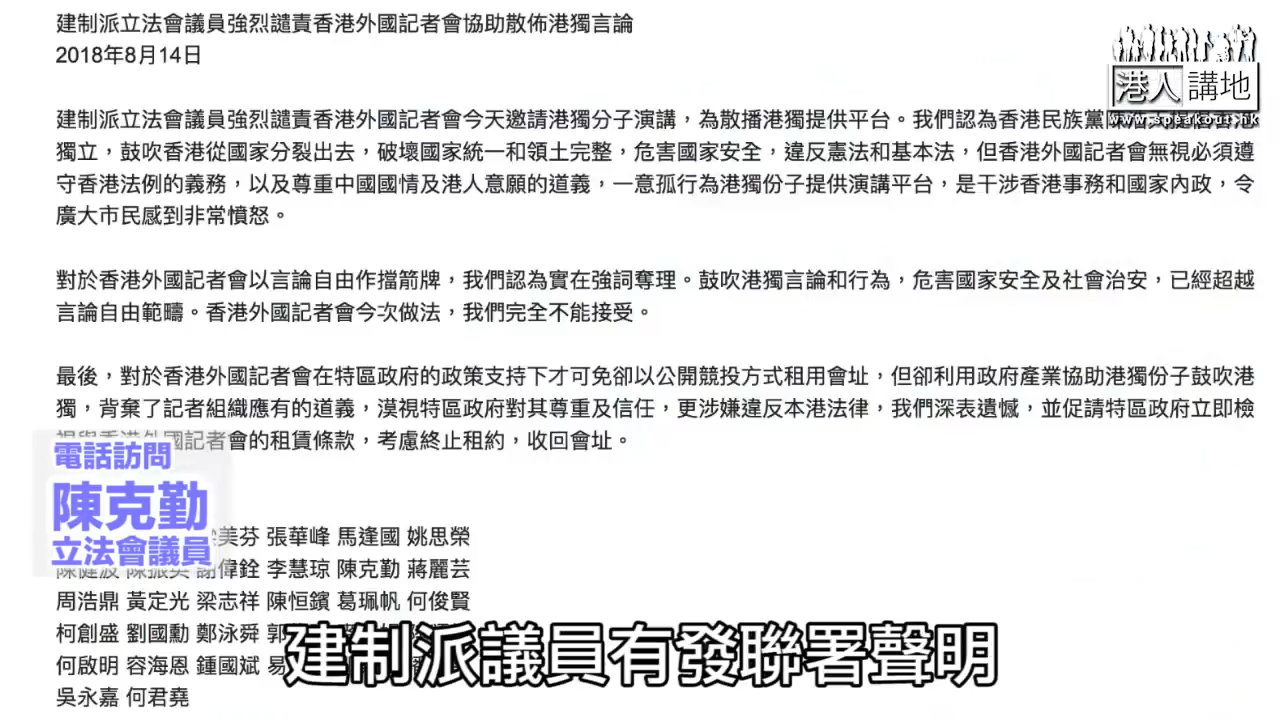 建制派立法會議員強烈譴責香港外國記者會協助散佈港獨言論
2018年8月14日
港人講地
www.speakout.hk
建制派立法會議員強烈譴責香港外國記者會今天邀請港獨分子演講，為散播港獨提供平台。我們認為香港民族黨
獨立，鼓吹香港從國家分裂出去，破壞國家統一和領土完整，危害國家安全，違反憲法和基本法，但香港外國記者會無視必須遵
守香港法例的義務，以及尊重中國國情及港人意願的道義，一意孤行為港獨份子提供演講平台，是干涉香港事務和國家內政，令
廣大市民感到非常憤怒。
對於香港外國記者會以言論自由作擋箭牌，我們認為實在強詞奪理。鼓吹港獨言論和行為，危害國家安全及社會治安，已經超越
言論自由範疇。香港外國記者會今次做法，我們完全不能接受。
最後，對於香港外國記者會在特區政府的政策支持下才可免卻以公開競投方式租用會址，但卻利用政府產業協助港獨份子鼓吹港
獨，背棄了記者組織應有的道義，漠視特區政府對其尊重及信任，更涉嫌違反本港法律，我們深表遺憾，並促請特區政府立即檢
外國記者會的租賃條款，考慮終止租約，收回會址。
電話訪問
陳克勤
立法會議員
美芬 張華峰 馬逢國 姚思榮
陳健波 陳振英 謝偉銓 李慧琼 陳克勤 蔣麗芸
周浩鼎 黃定光 梁志祥 陳恒鑌 葛珮帆 何俊賢
柯創盛 劉國勳 鄭泳舜 郭
何啟明 容海恩 鍾國斌 易
吳永嘉 何君堯
建制派議員有發聯署聲明